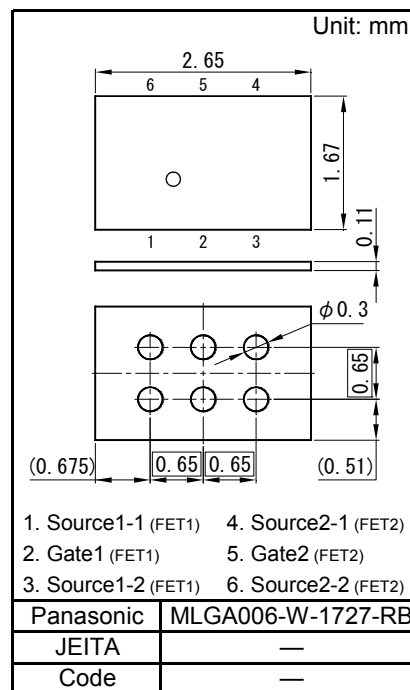 Unit: mm
2.65
6 5 4
1.67
1 2 3
0.11
φ0.3
0.65
(0.675) 0.65 0.65 (0.51)
1. Source1-1 (FET1) 4. Source2-1 (FET2)
2. Gate1 (FET1) 5. Gate2 (FET2)
3. Source1-2 (FET1) 6. Source2-2 (FET2)
Panasonic MLGA006-W-1727-RB
JEITA —
Code —